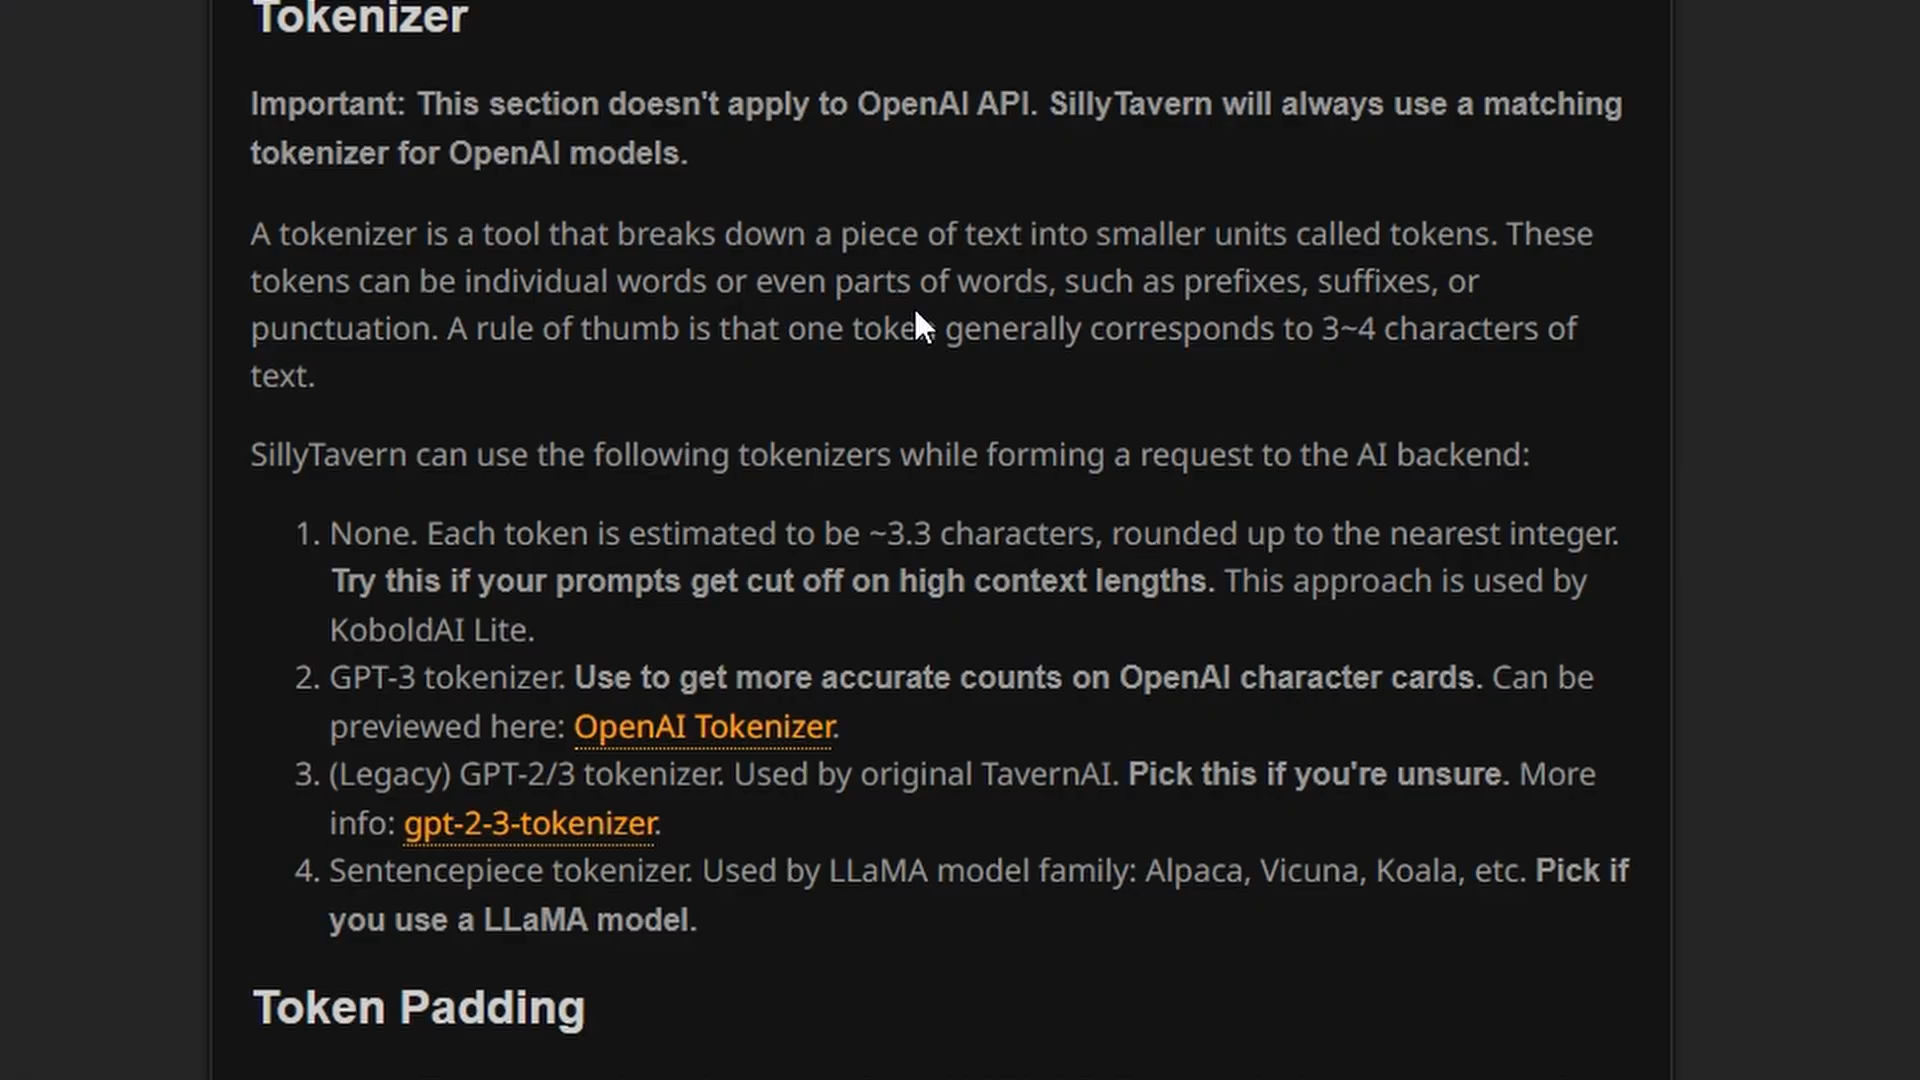 Tokenizer
Important: This section doesn't apply to OpenAI API. SillyTavern will always use a matching
tokenizer for OpenAI models.
A tokenizer is a tool that breaks down a piece of text into smaller units called tokens. These
tokens can be individual words or even parts of words, such as prefixes, suffixes, or
punctuation. A rule of thumb is that one token generally corresponds to 3~4 characters of
text.
SillyTavern can use the following tokenizers while forming a request to the AI backend:
1. None. Each token is estimated to be ~3.3 characters, rounded up to the nearest integer.
Try this if your prompts get cut off on high context lengths. This approach is used by
KoboldAI Lite.
2. GPT-3 tokenizer. Use to get more accurate counts on OpenAI character cards. Can be
previewed here: OpenAI Tokenizer.
3. (Legacy) GPT-2/3 tokenizer. Used by original TavernAI. Pick this if you're unsure. More
info: gpt-2-3-tokenizer.
4. Sentencepiece tokenizer. Used by LLaMA model family: Alpaca, Vicuna, Koala, etc. Pick if
you use a LLaMA model.
Token Padding